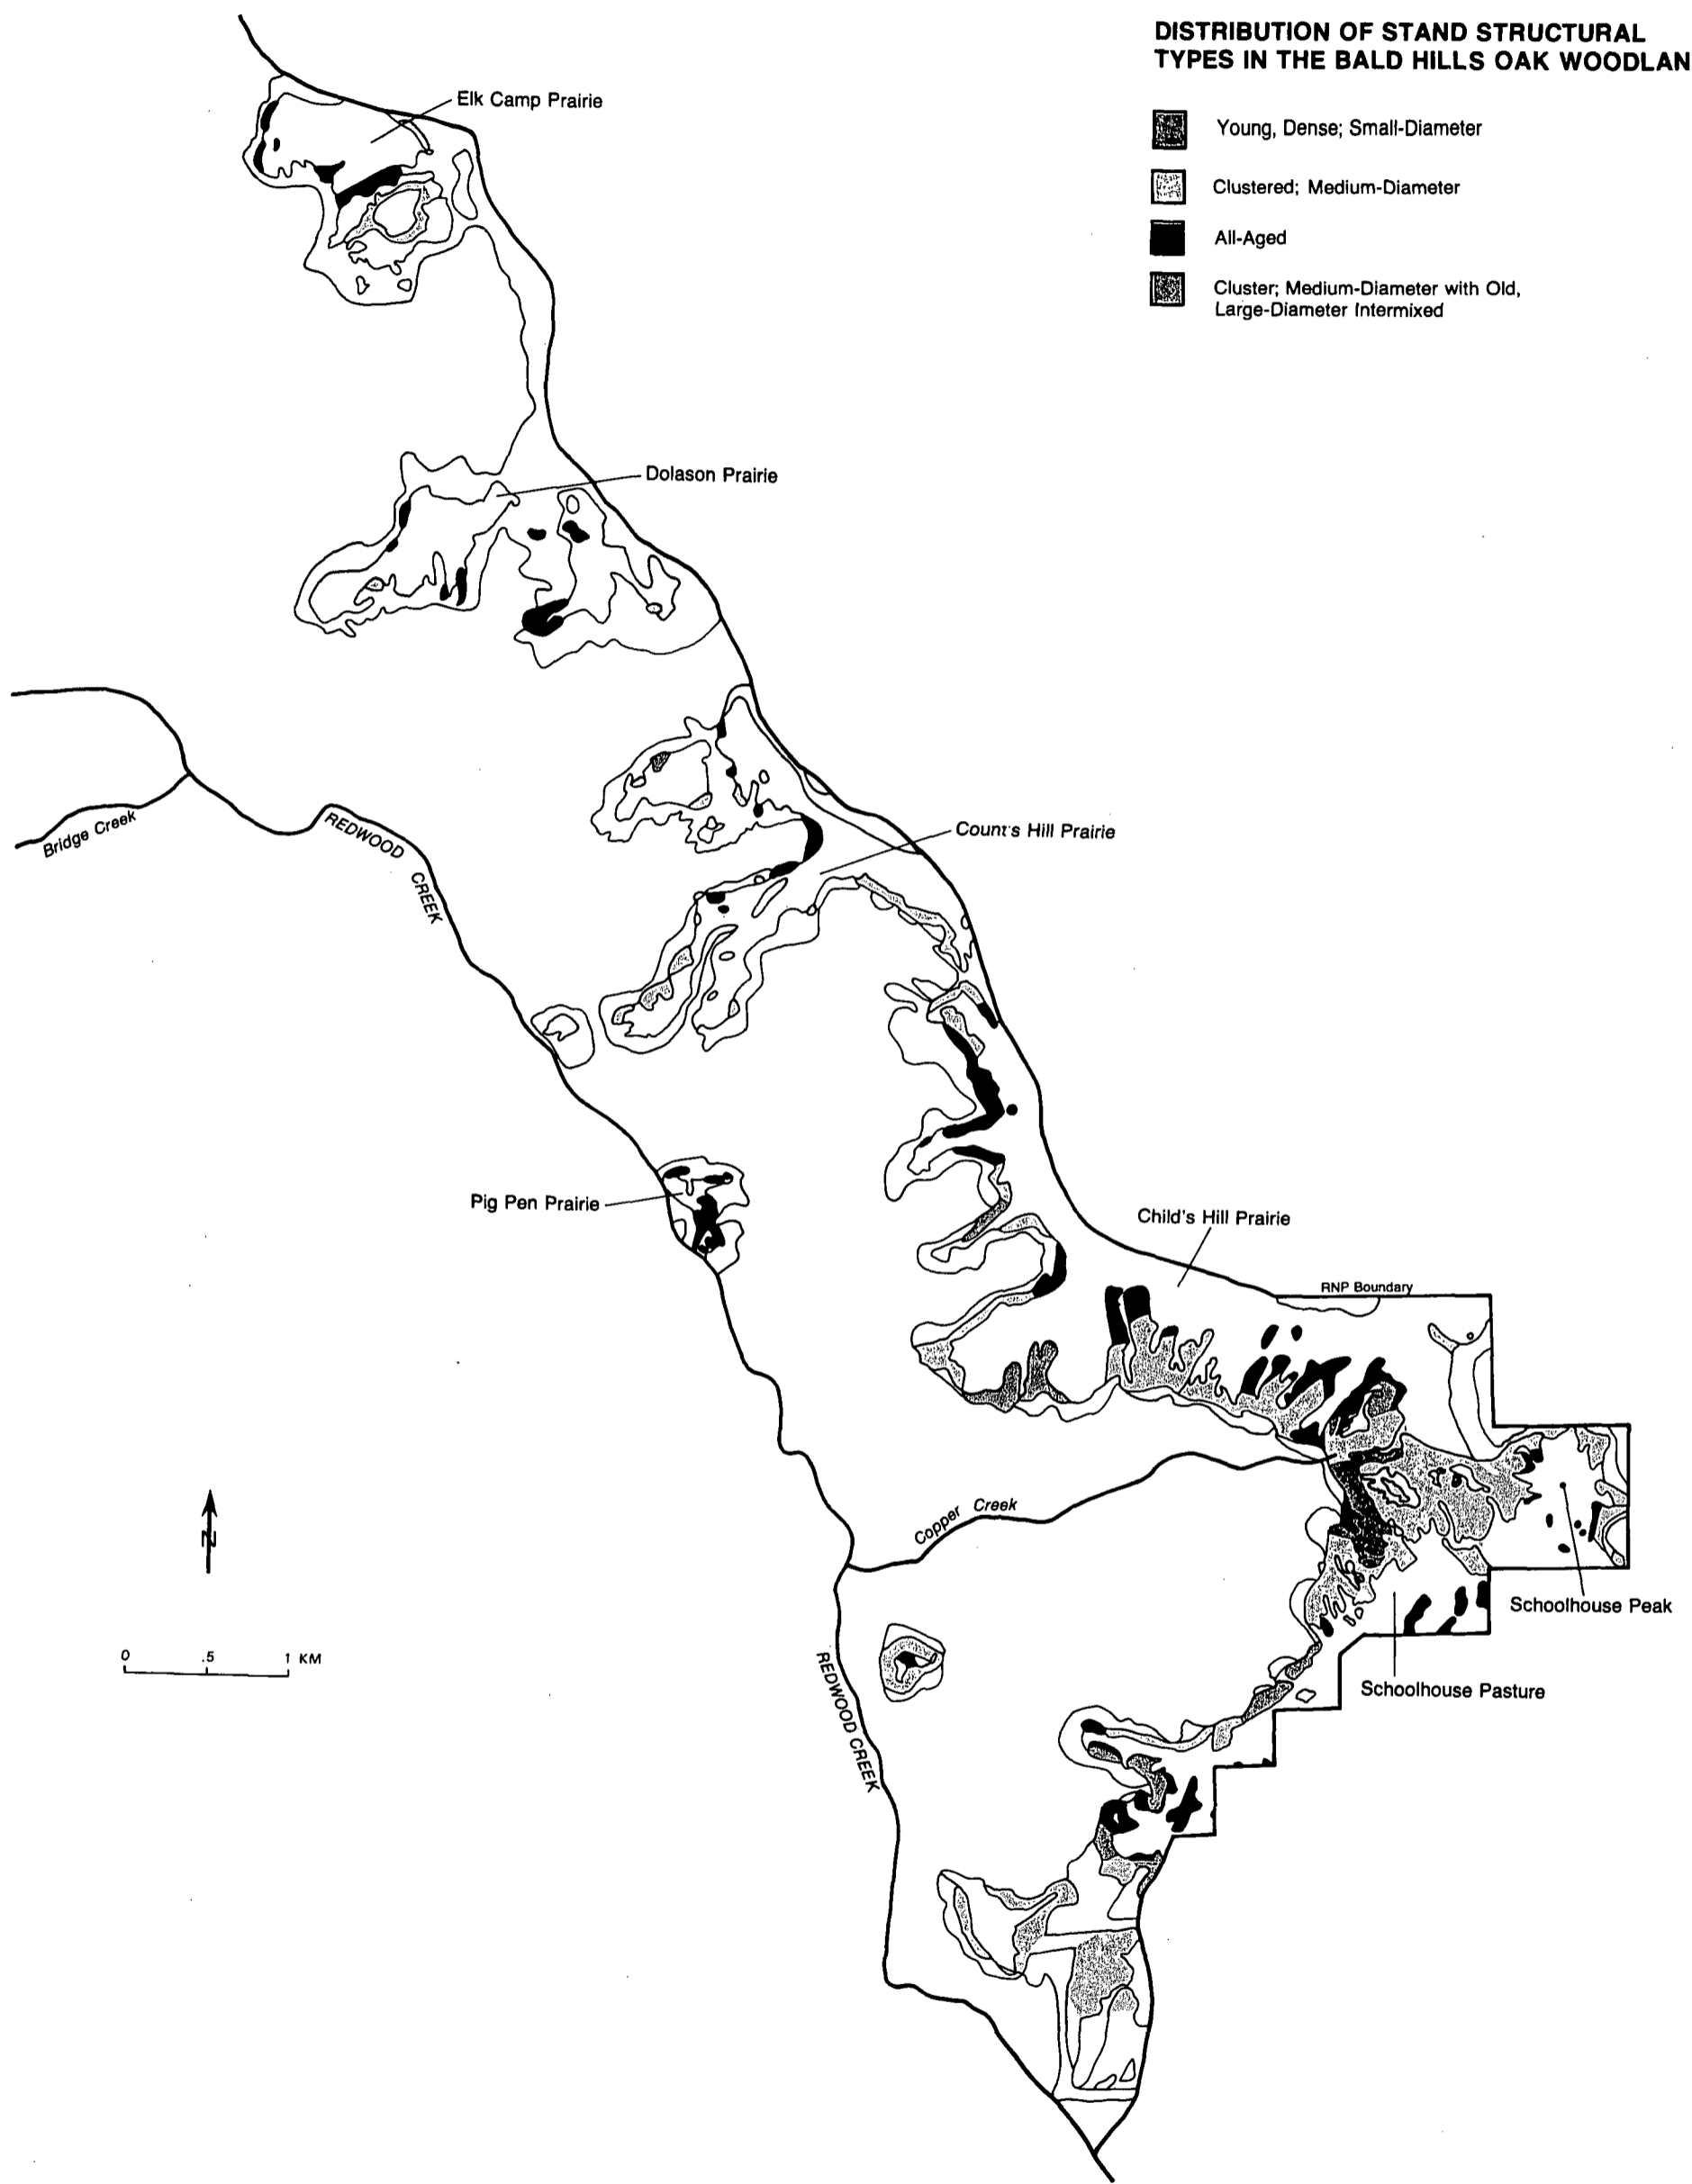 DISTRIBUTION OF STAND STRUCTURAL
TYPES IN THE BALD HILLS OAK WOODLAN
Young, Dense; Small-Diameter
Clustered; Medium-Diameter
All-Aged
Cluster; Medium-Diameter with Old,
Large-Diameter Intermixed
Elk Camp Prairie
Dolason Prairie
Bridge Creek
REDWOOD
CREEK
Count's Hill Prairie
Pig Pen Prairie
Child's Hill Prairie
RNP Boundary
Copper Creek
N
Schoolhouse Peak
0 .5 1 KM
REDWOOD CREEK
Schoolhouse Pasture